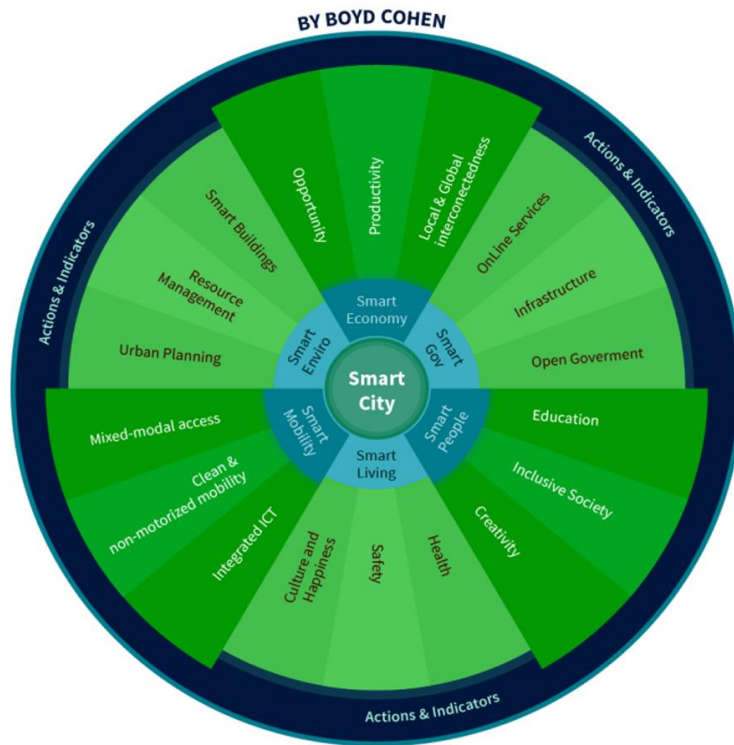 BY BOYD COHEN
Actions & Indicators
Actions & Indicators
Opportunity
Productivity
Local & Global
interconectedness
Smart Buildings
Resource
Management
Urban Planning
OnLine Services
Infrastructure
Open Goverment
Smart
Economy
Smart
Enviro
Smart
Gov
Smart
City
Smart
Mobility
Smart
People
Smart
Living
Mixed-modal access
Clean &
non-motorized mobility
Integrated ICT
Culture and
Happiness
Safety
Health
Creativity
Inclusive Society
Education
Actions & Indicators